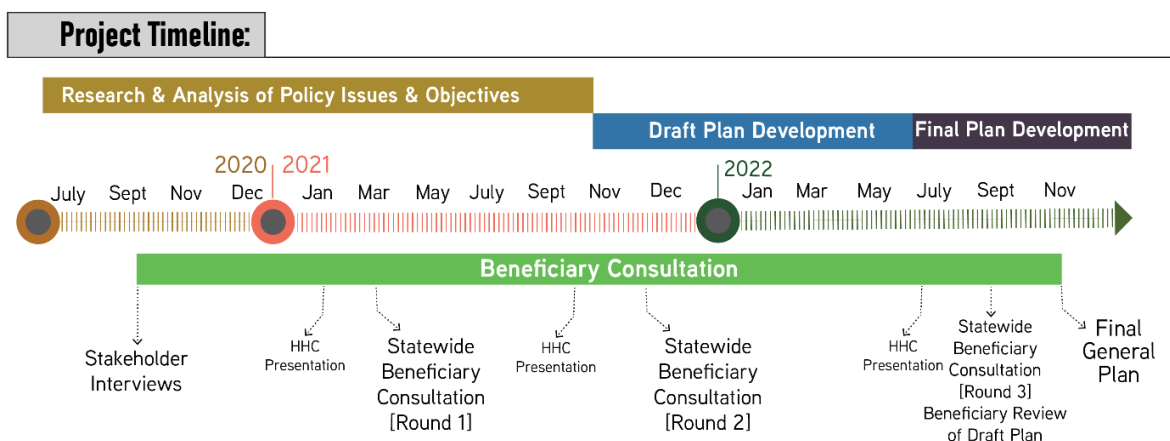 Project Timeline:
Research & Analysis of Policy Issues & Objectives
Draft Plan Development
Final Plan Development
2020 2021 2022
July Sept Nov Dec Jan Mar May July Sept Nov Dec Jan Mar May July Sept Nov
Beneficiary Consultation
Stakeholder
Interviews
HHC
Presentation
Statewide
Beneficiary
Consultation
[Round 1]
HHC
Presentation
Statewide
Beneficiary
Consultation
[Round 2]
HHC
Presentation
Statewide
Beneficiary
Consultation
[Round 3]
Beneficiary Review
of Draft Plan
Final
General
Plan